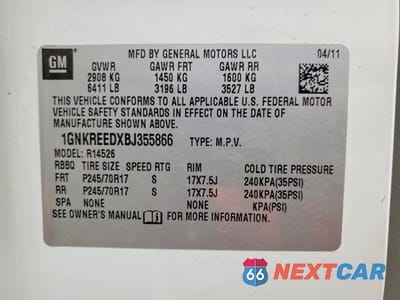 GM
MFD BY GENERAL MOTORS LLC 04/11
GVWR GAWR FRT GAWR RR
2908 KG 1450 KG 1600 KG
6411 LB 3196 LB 3527 LB
THIS VEHICLE CONFORMS TO ALL APPLICABLE U.S. FEDERAL MOTOR
VEHICLE SAFETY, BUMPER, AND THEFT PREVENTION STANDARDS
IN EFFECT ON THE DATE OF MANUFACTURE SHOWN ABOVE.
1GNKREEDXBJ355866 TYPE: M.P.V.
MODEL: R14526
RBBQ TIRE SIZE SPEED RTG RIM COLD TIRE PRESSURE
FRT P245/70R17 S 17X7.5J 240KPA(35PSI)
RR P245/70R17 S 17X7.5J 240KPA(35PSI)
SPA NONE NONE KPA(PSI)
SEE OWNER'S MANUAL FOR MORE INFORMATION.
66 NEXTCAR